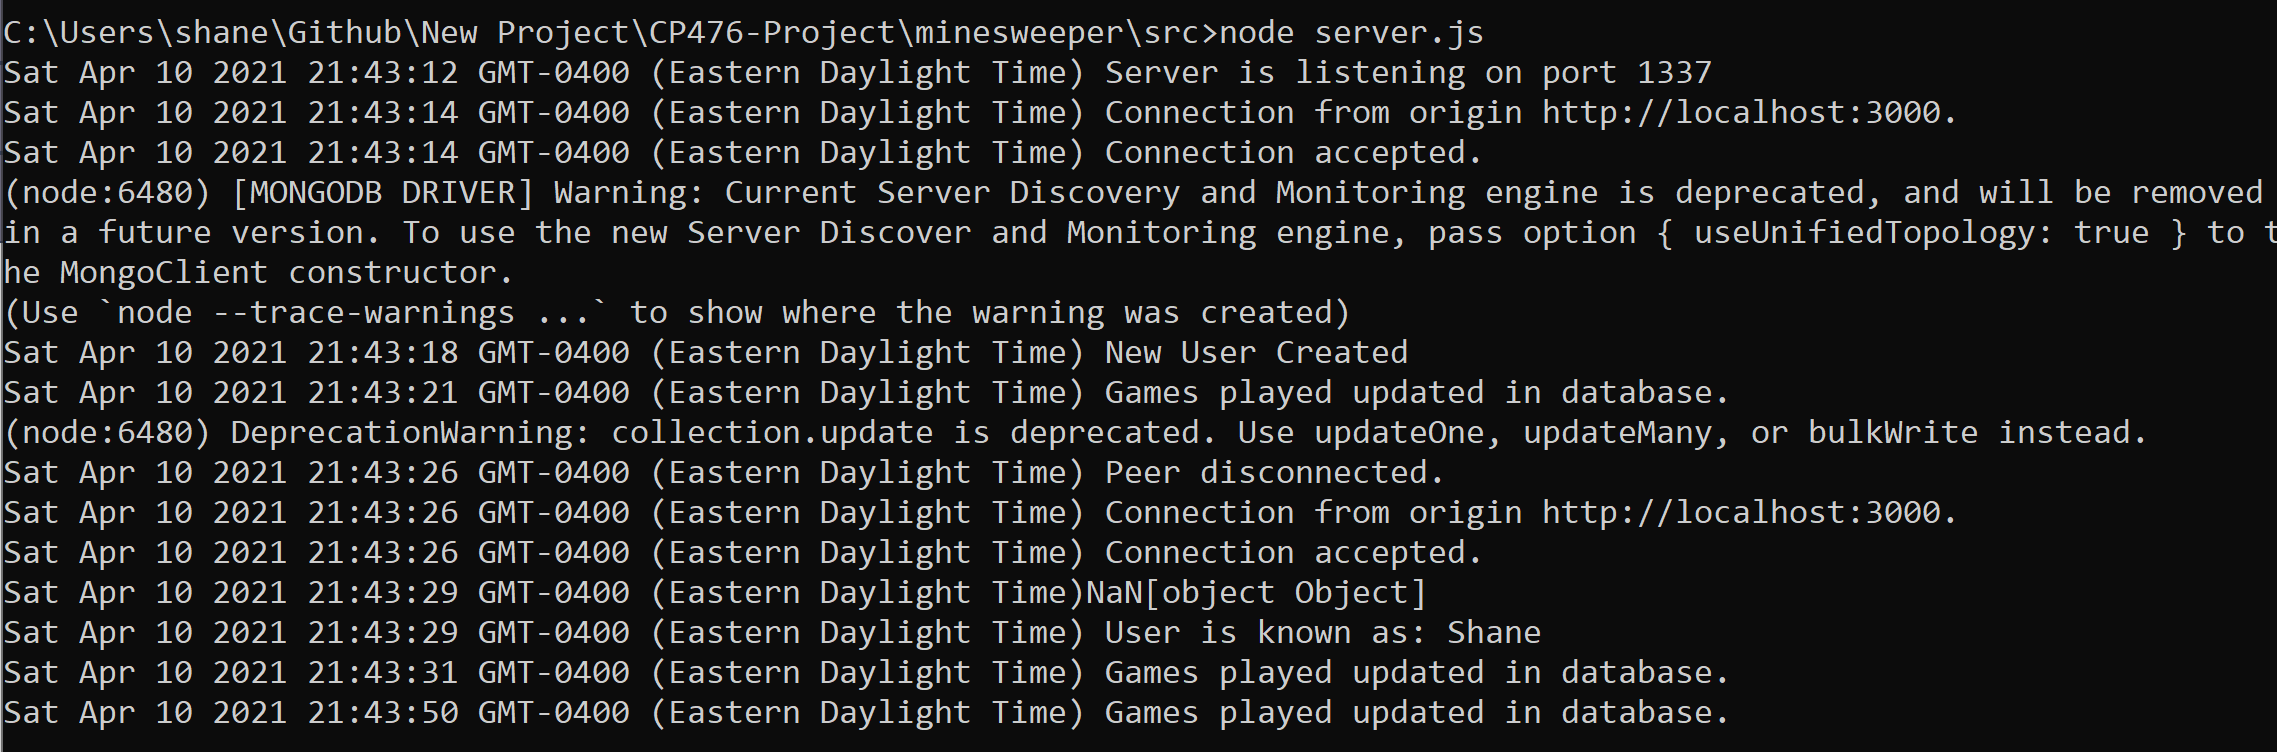 C:\Users\shane\Github\New Project\CP476-Project\minesweeper\src>node server.js
Sat Apr 10 2021 21:43:12 GMT-0400 (Eastern Daylight Time) Server is listening on port 1337
Sat Apr 10 2021 21:43:14 GMT-0400 (Eastern Daylight Time) Connection from origin http://localhost:3000.
Sat Apr 10 2021 21:43:14 GMT-0400 (Eastern Daylight Time) Connection accepted.
(node:6480) [MONGODB DRIVER] Warning: Current Server Discovery and Monitoring engine is deprecated, and will be removed
in a future version. To use the new Server Discover and Monitoring engine, pass option { useUnifiedTopology: true } to t
he MongoClient constructor.
(Use `node --trace-warnings ...` to show where the warning was created)
Sat Apr 10 2021 21:43:18 GMT-0400 (Eastern Daylight Time) New User Created
Sat Apr 10 2021 21:43:21 GMT-0400 (Eastern Daylight Time) Games played updated in database.
(node:6480) DeprecationWarning: collection.update is deprecated. Use updateOne, updateMany, or bulkWrite instead.
Sat Apr 10 2021 21:43:26 GMT-0400 (Eastern Daylight Time) Peer disconnected.
Sat Apr 10 2021 21:43:26 GMT-0400 (Eastern Daylight Time) Connection from origin http://localhost:3000.
Sat Apr 10 2021 21:43:26 GMT-0400 (Eastern Daylight Time) Connection accepted.
Sat Apr 10 2021 21:43:29 GMT-0400 (Eastern Daylight Time)NaN[object Object]
Sat Apr 10 2021 21:43:29 GMT-0400 (Eastern Daylight Time) User is known as: Shane
Sat Apr 10 2021 21:43:31 GMT-0400 (Eastern Daylight Time) Games played updated in database.
Sat Apr 10 2021 21:43:50 GMT-0400 (Eastern Daylight Time) Games played updated in database.